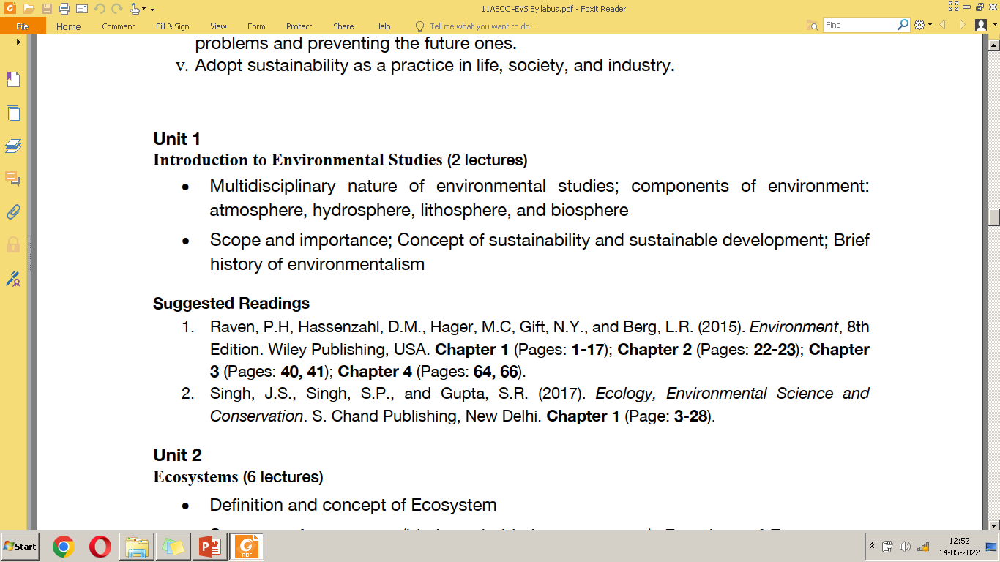 11AECC -EVS Syllabus.pdf - Foxit Reader
File Home Comment Fill & Sign View Form Protect Share Help Tell me what you want to do... Find
problems and preventing the future ones.
v. Adopt sustainability as a practice in life, society, and industry.
Unit 1
Introduction to Environmental Studies (2 lectures)
• Multidisciplinary nature of environmental studies; components of environment:
atmosphere, hydrosphere, lithosphere, and biosphere
• Scope and importance; Concept of sustainability and sustainable development; Brief
history of environmentalism
Suggested Readings
1. Raven, P.H, Hassenzahl, D.M., Hager, M.C, Gift, N.Y., and Berg, L.R. (2015). Environment, 8th
Edition. Wiley Publishing, USA. Chapter 1 (Pages: 1-17); Chapter 2 (Pages: 22-23); Chapter
3 (Pages: 40, 41); Chapter 4 (Pages: 64, 66).
2. Singh, J.S., Singh, S.P., and Gupta, S.R. (2017). Ecology, Environmental Science and
Conservation. S. Chand Publishing, New Delhi. Chapter 1 (Page: 3-28).
Unit 2
Ecosystems (6 lectures)
• Definition and concept of Ecosystem
Start
PDF
12:52
14-05-2022